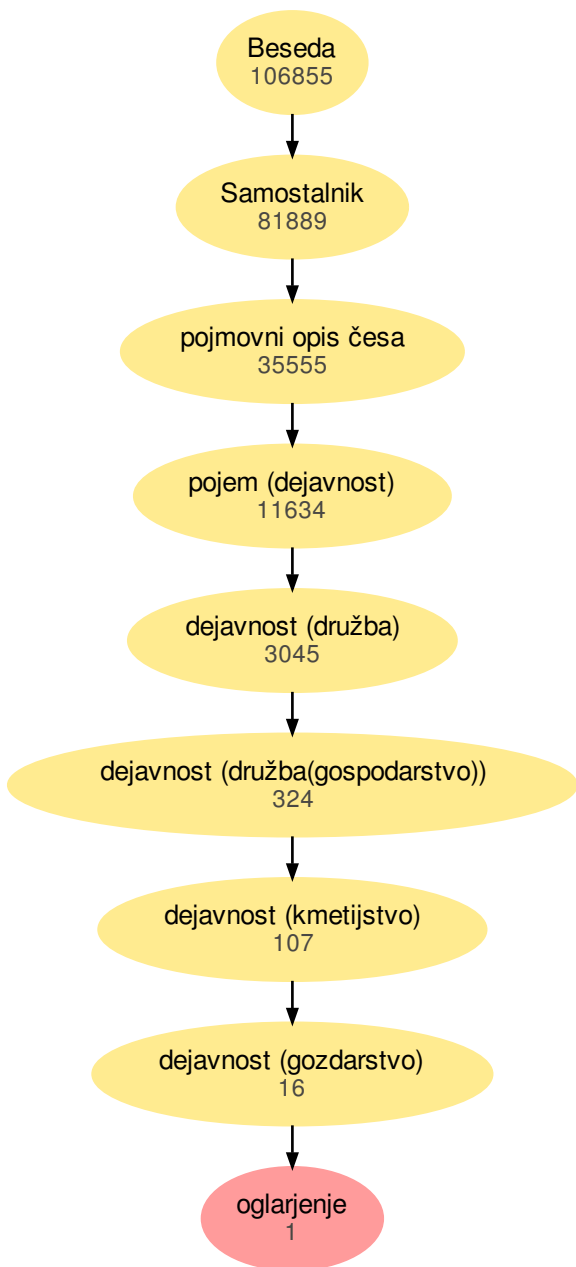 Beseda
106855
Samostalnik
81889
pojmovni opis česa
35555
pojem (dejavnost)
11634
dejavnost (družba)
3045
dejavnost (družba(gospodarstvo))
324
dejavnost (kmetijstvo)
107
dejavnost (gozdarstvo)
16
oglarjenje
1